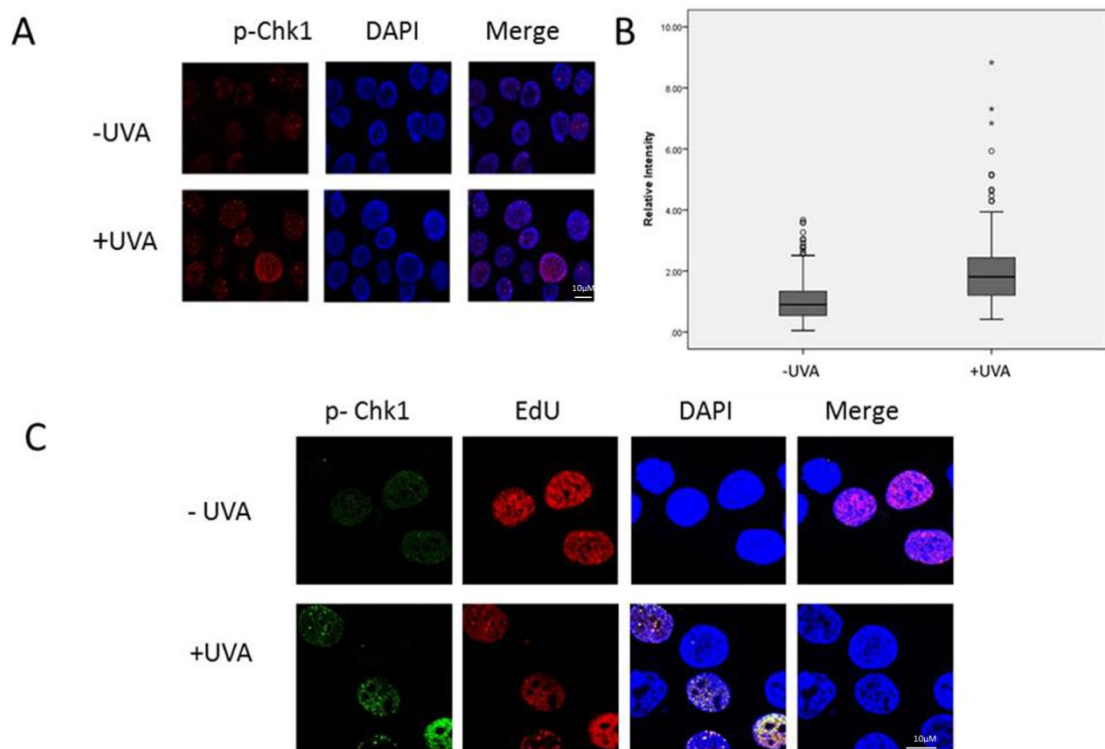 A
p-Chk1 DAPI Merge
-UVA
+UVA
10µM
B
10.00
8.00
6.00
4.00
2.00
.00
Relative Intensity
-UVA +UVA
C
p- Chk1 EdU DAPI Merge
- UVA
+UVA
10µM